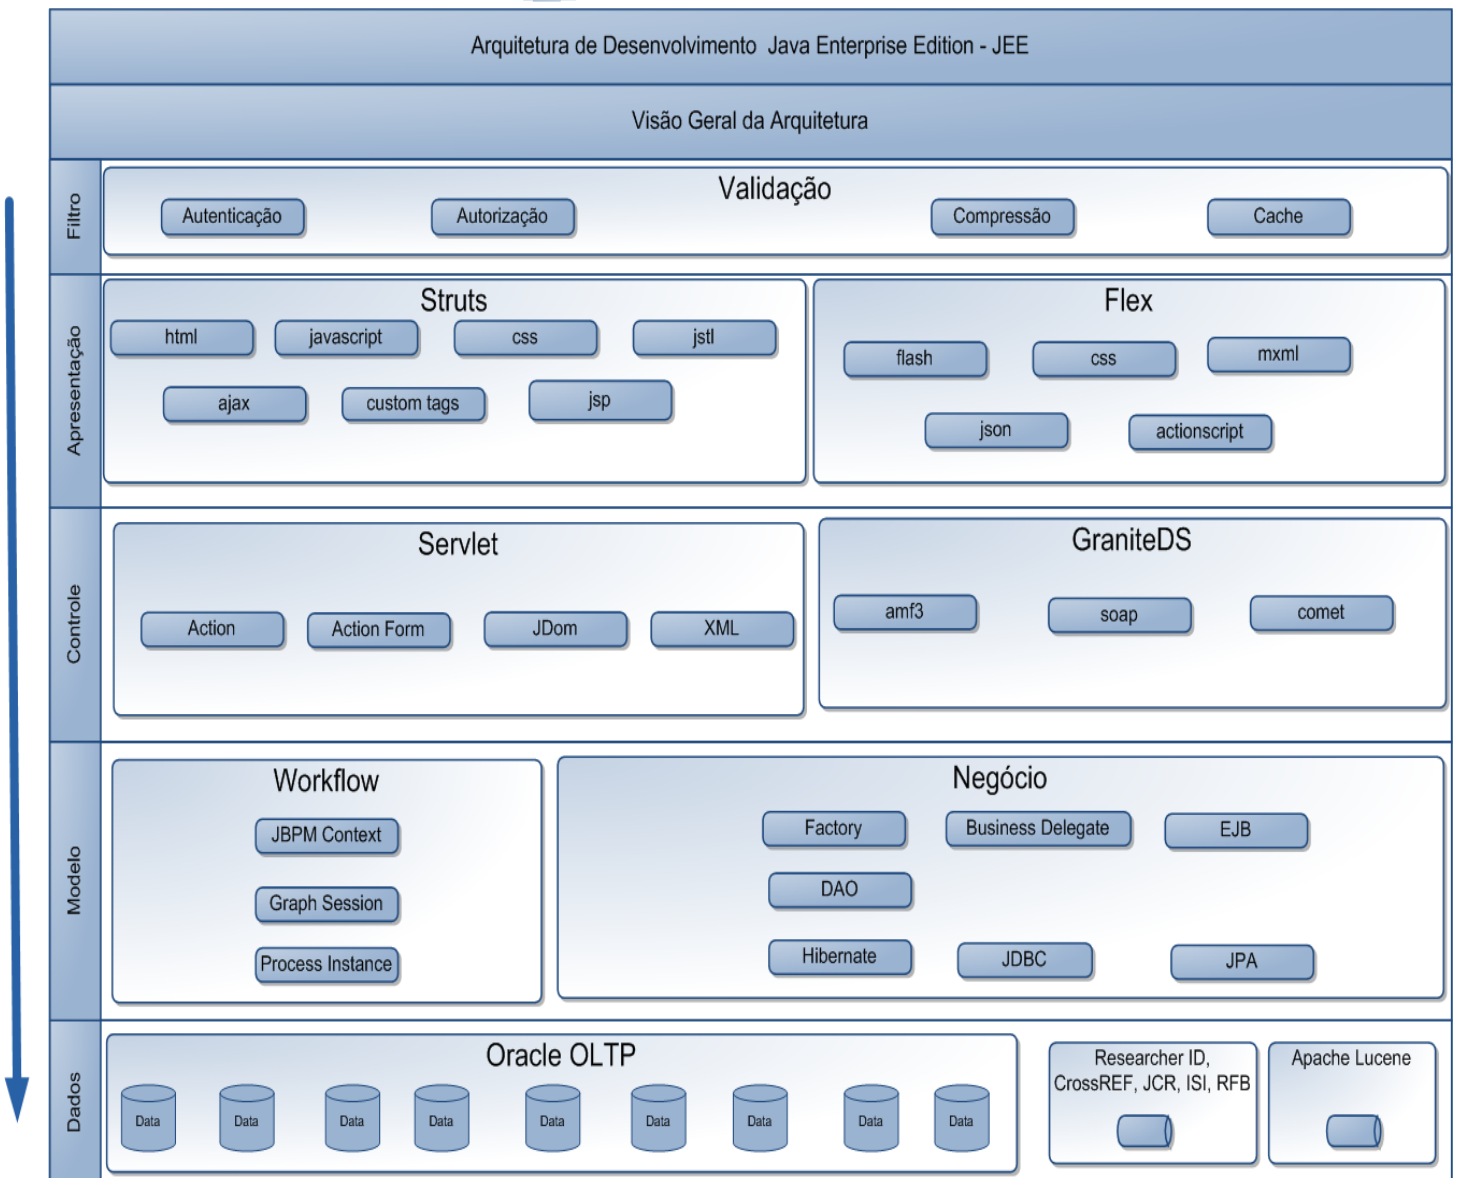 Arquitetura de Desenvolvimento Java Enterprise Edition - JEE
Visão Geral da Arquitetura
Filtro
Validação
Autenticação
Autorização
Compressão
Cache
Apresentação
Struts
html
javascript
css
jstl
ajax
custom tags
jsp
Flex
flash
css
mxml
json
actionscript
Controle
Servlet
Action
Action Form
JDom
XML
GraniteDS
amf3
soap
comet
Modelo
Workflow
JBPM Context
Graph Session
Process Instance
Negócio
Factory
Business Delegate
EJB
DAO
Hibernate
JDBC
JPA
Dados
Oracle OLTP
Data
Data
Data
Data
Data
Data
Data
Data
Data
Researcher ID,
CrossREF, JCR, ISI, RFB
Apache Lucene